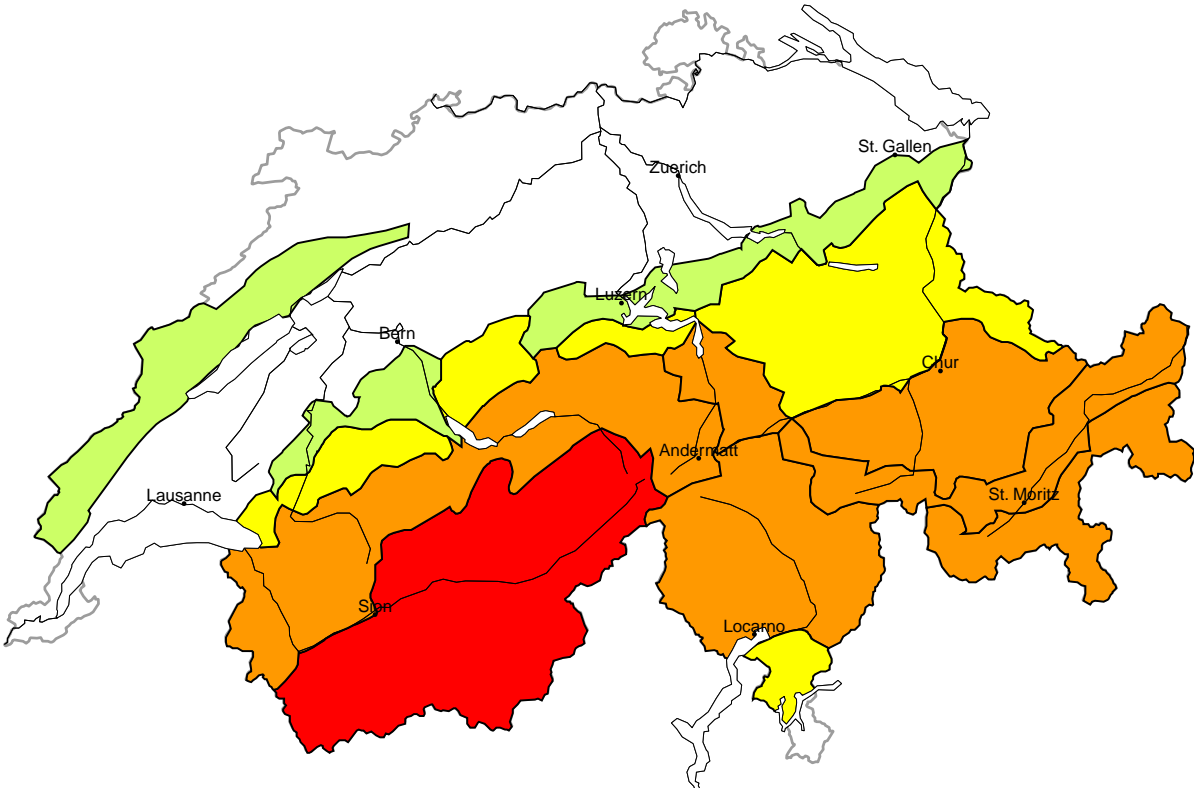 St. Gallen
Zuerich
Luzern
Bern
Chur
Andermatt
Lausanne
St. Moritz
Sion
Locarno